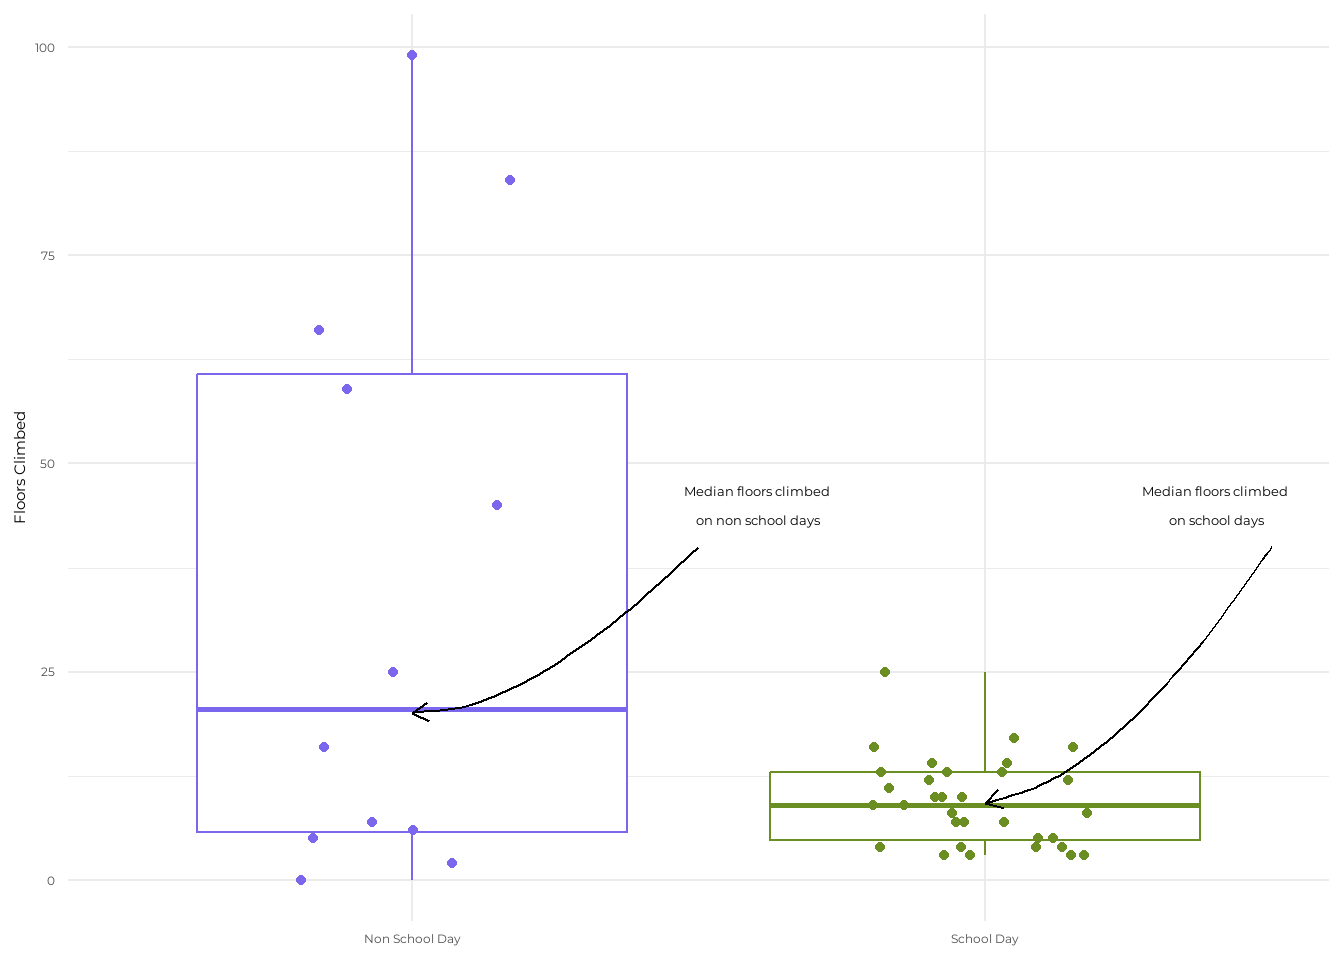 100
75
50
25
0
Floors Climbed
Median floors climbed
on non school days
Median floors climbed
on school days
Non School Day
School Day